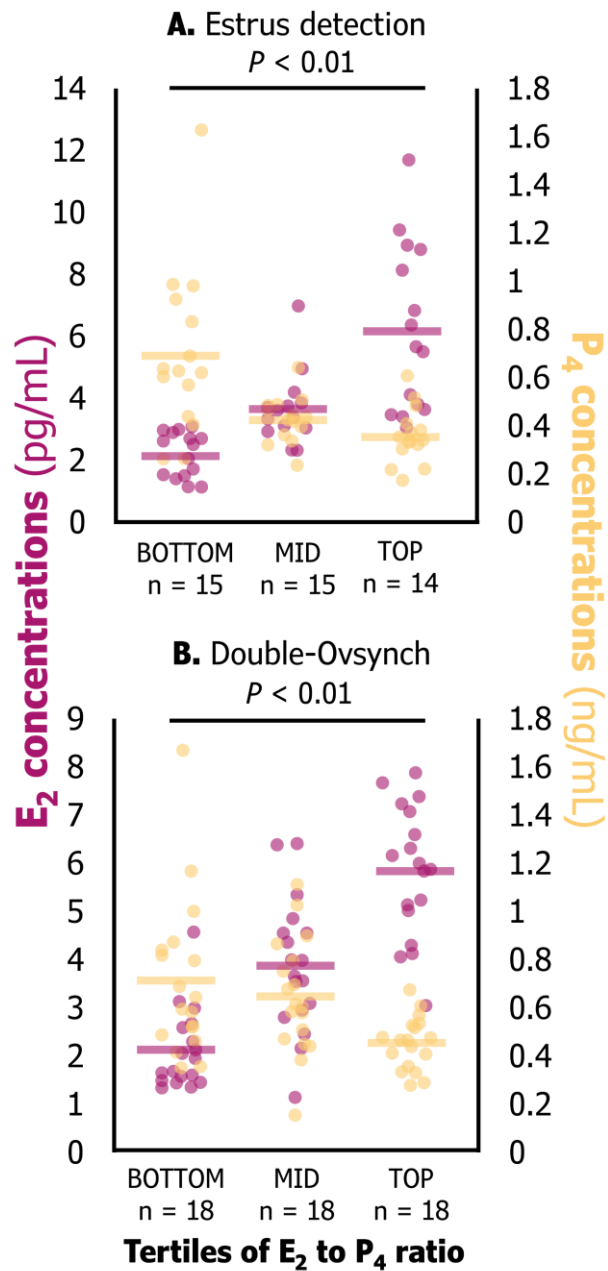 A. Estrus detection
P < 0.01
14
12
10
8
6
4
2
0
1.8
1.6
1.4
1.2
1
0.8
0.6
0.4
0.2
0
BOTTOM
n = 15
MID
n = 15
TOP
n = 14
B. Double-Ovsynch
P < 0.01
9
8
7
6
5
4
3
2
1
0
1.8
1.6
1.4
1.2
1
0.8
0.6
0.4
0.2
0
BOTTOM
n = 18
MID
n = 18
TOP
n = 18
Tertiles of E₂ to P₄ ratio
E₂ concentrations (pg/mL)
P₄ concentrations (ng/mL)